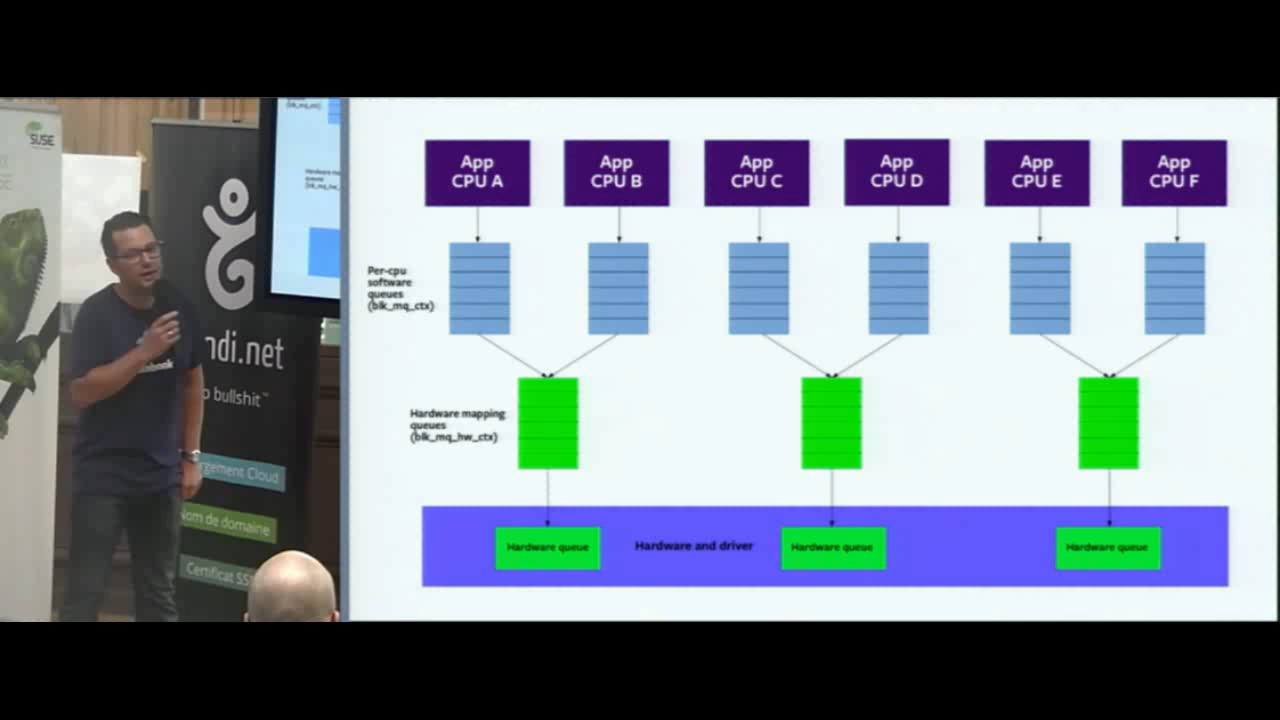 SUSE
ndi.net
o bullshit™
rgement Cloud
Nom de domaine
Certificat SS
App
CPU A
App
CPU B
App
CPU C
App
CPU D
App
CPU E
App
CPU F
Per-cpu
software
queues
(blk_mq_ctx)
Hardware mapping
queues
(blk_mq_hw_ctx)
Hardware queue
Hardware and driver
Hardware queue
Hardware queue